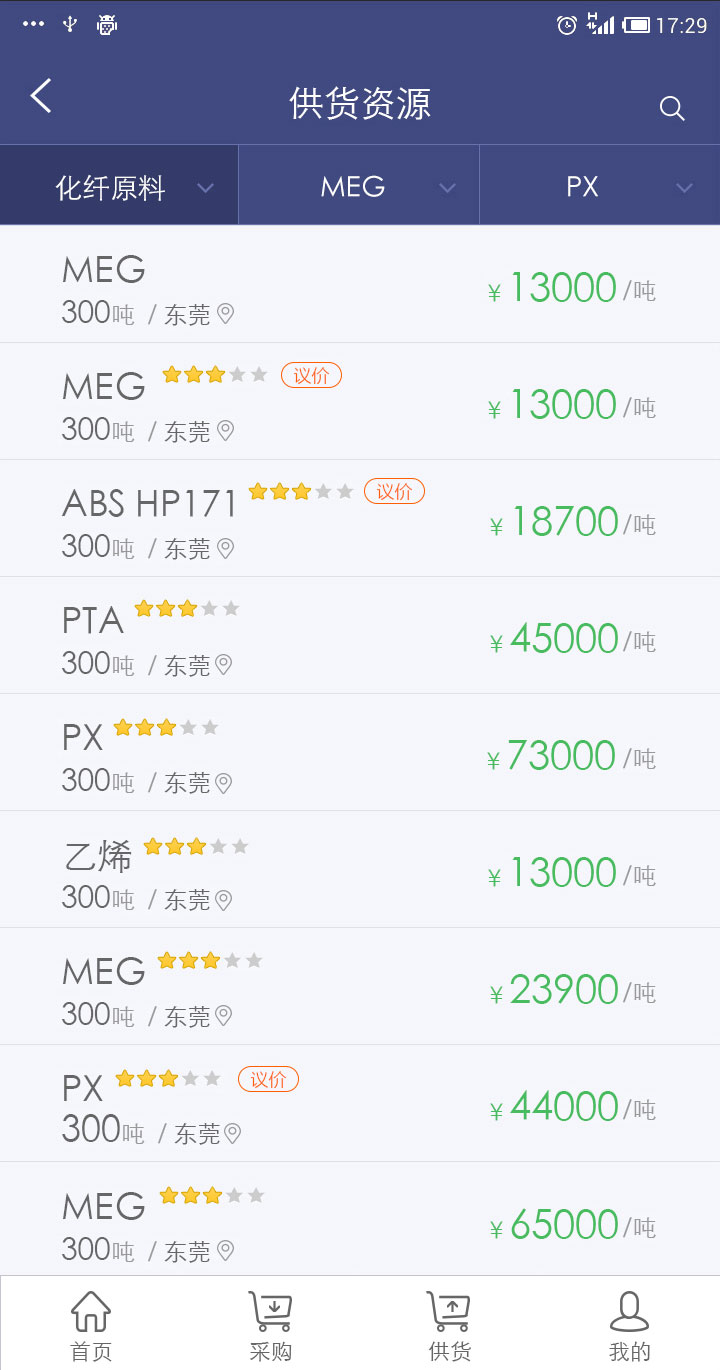 17:29
供货资源
化纤原料 MEG PX
MEG
¥ 13000/吨
300吨 / 东莞
MEG 议价
¥ 13000/吨
300吨 / 东莞
ABS HP171 议价
¥ 18700/吨
300吨 / 东莞
PTA
¥ 45000/吨
300吨 / 东莞
PX
¥ 73000/吨
300吨 / 东莞
乙烯
¥ 13000/吨
300吨 / 东莞
MEG
¥ 23900/吨
300吨 / 东莞
PX 议价
¥ 44000/吨
300吨 / 东莞
MEG
¥ 65000/吨
300吨 / 东莞
首页 采购 供货 我的